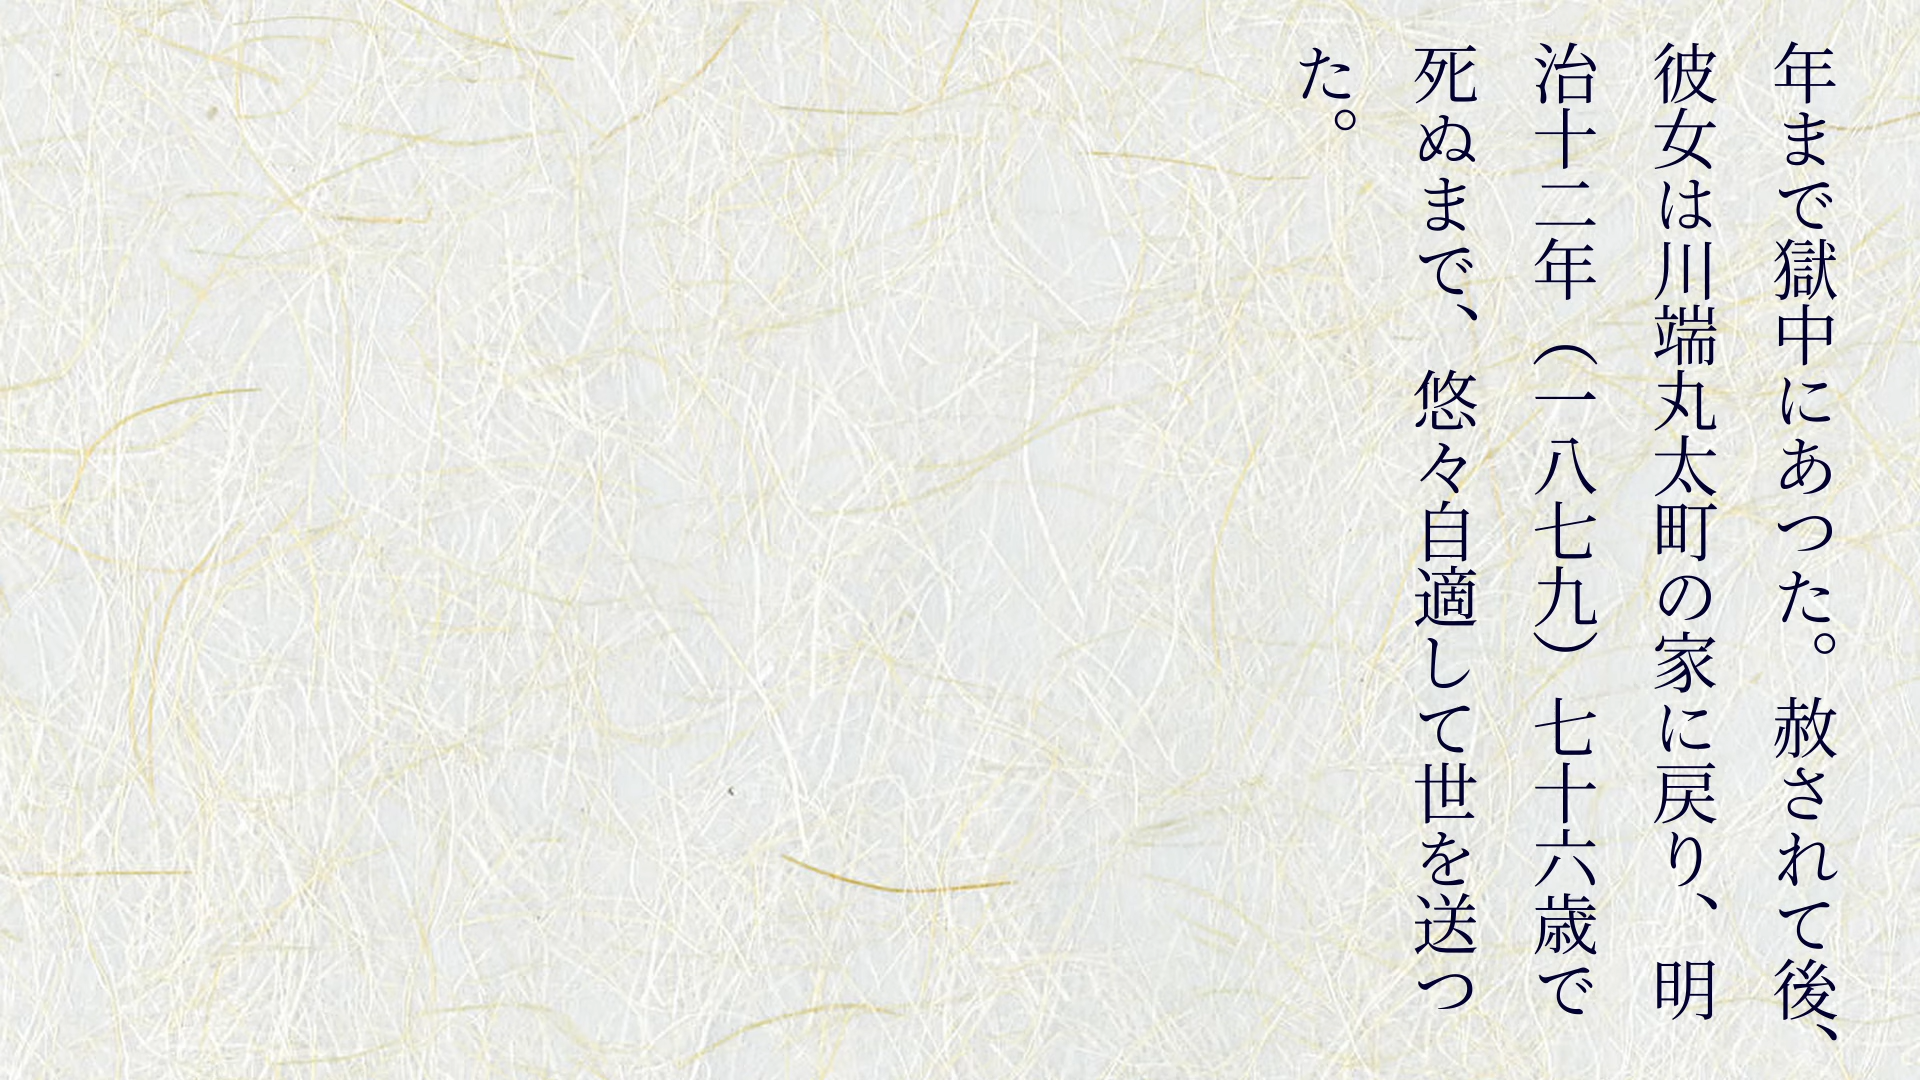 年まで獄中にあつた。赦されて後、
彼女は川端丸太町の家に戻り、明
治十二年（一八七九）七十六歳で
死ぬまで、悠々自適して世を送つ
た。